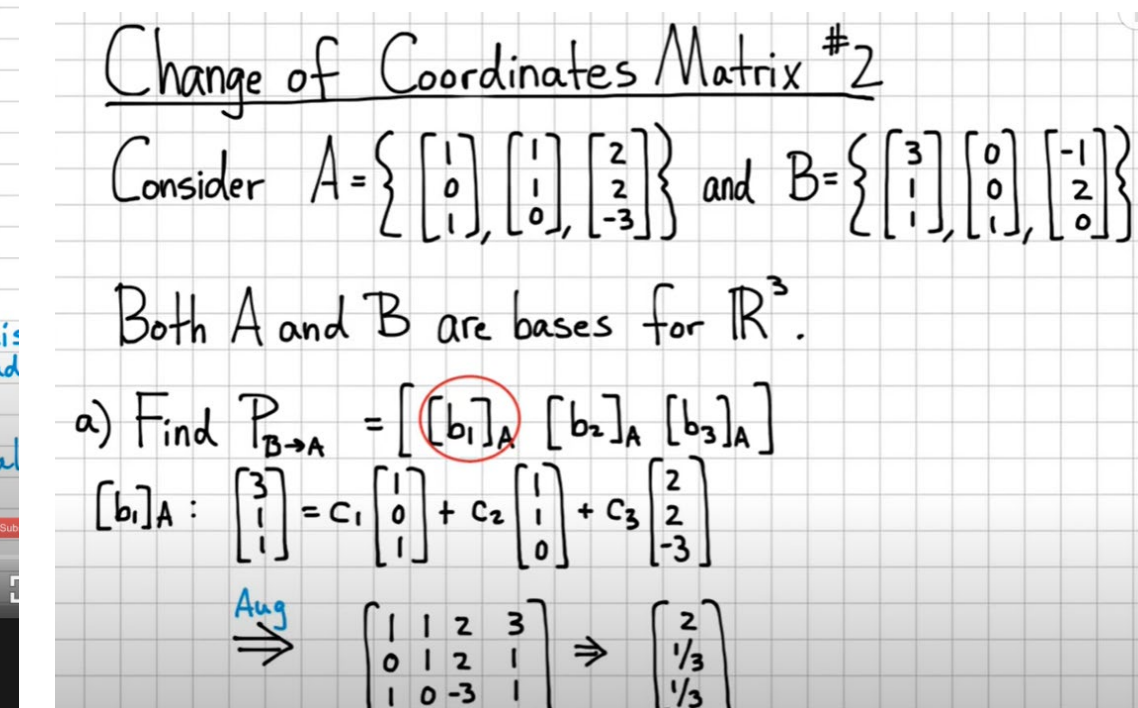 Change of Coordinates Matrix #2
Consider A = { [1 0 1], [1 1 0], [2 2 -3] } and B = { [3 1 1], [0 0 1], [-1 2 0] }
Both A and B are bases for ℝ³.
a) Find P_B→A = [ [b₁]_A [b₂]_A [b₃]_A ]
[b₁]_A : [3 1 1] = c₁ [1 0 1] + c₂ [1 1 0] + c₃ [2 2 -3]
Aug
⇒ [1 1 2 3
0 1 2 1
1 0 -3 1] ⇒ [2 1/3 1/3]
is
Sub